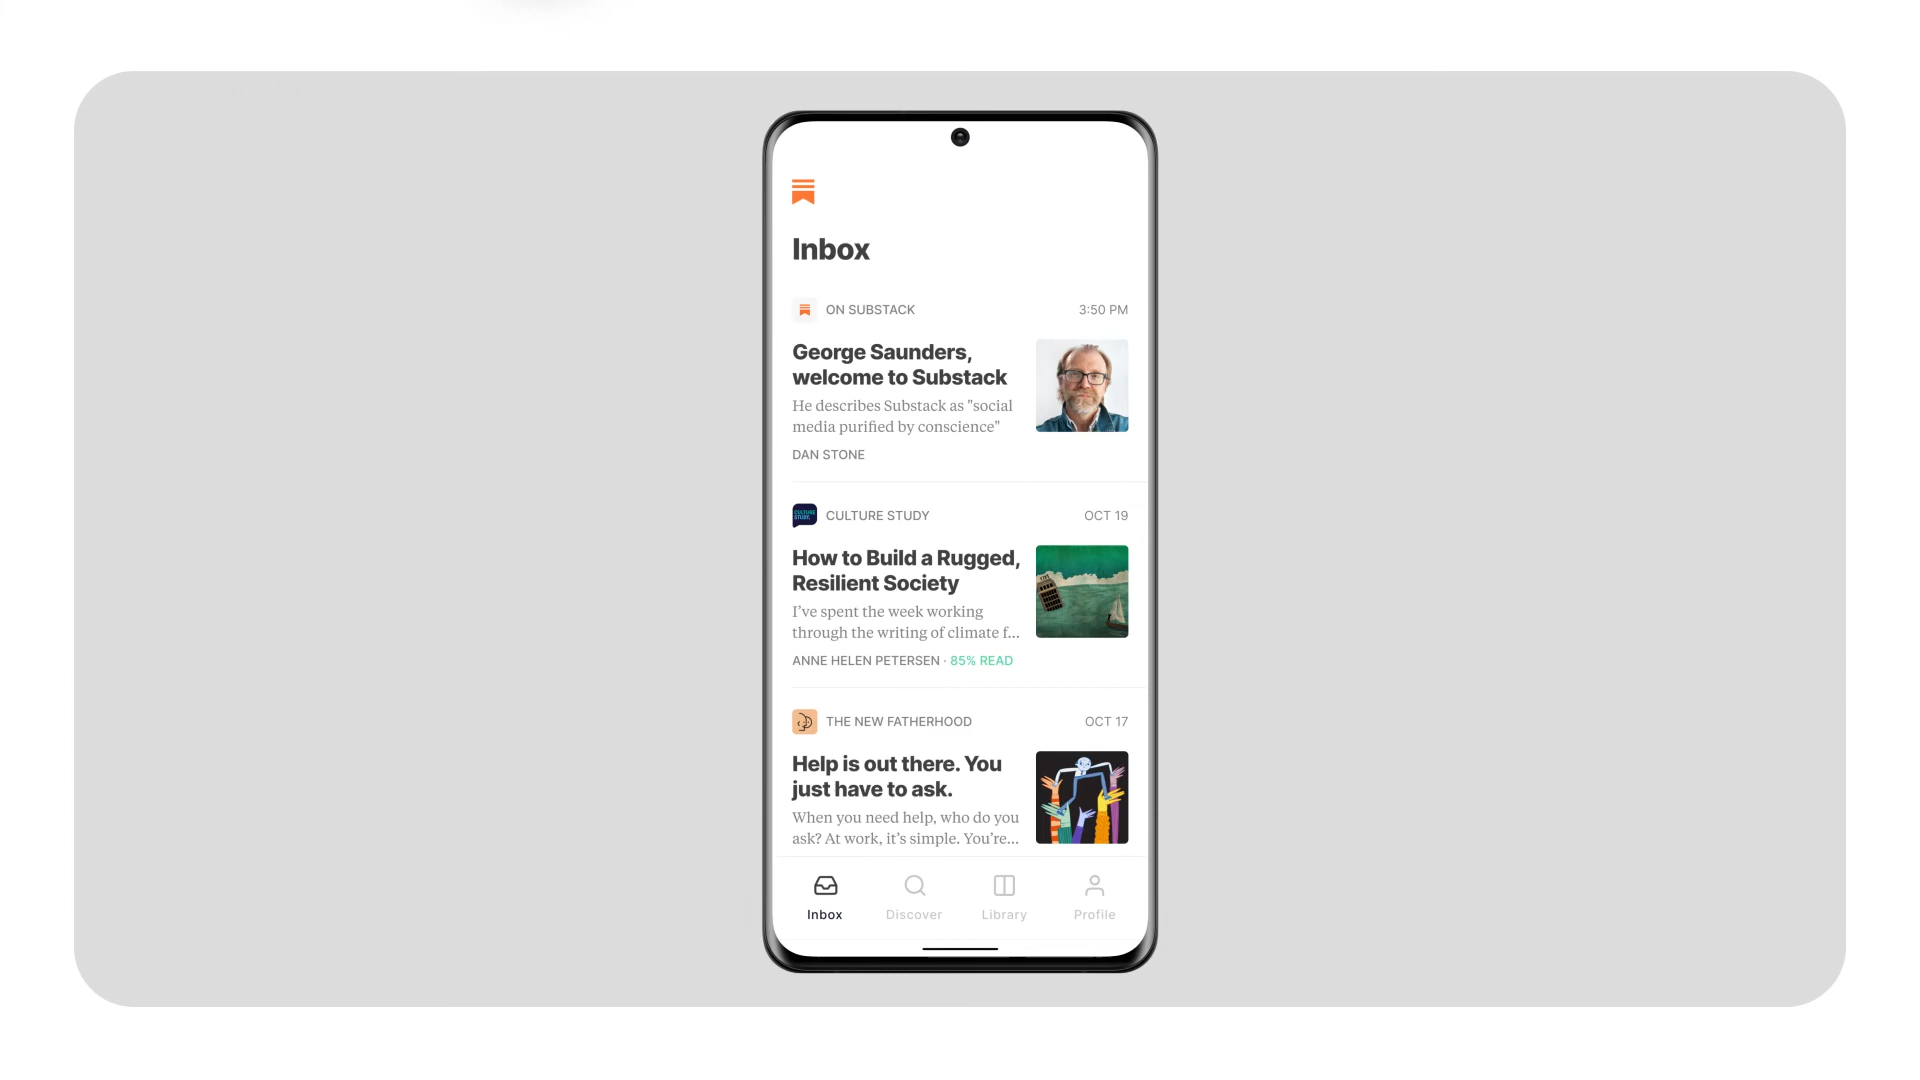 Inbox
ON SUBSTACK
3:50 PM
George Saunders,
welcome to Substack
He describes Substack as "social
media purified by conscience"
DAN STONE
CULTURE STUDY
OCT 19
How to Build a Rugged,
Resilient Society
I’ve spent the week working
through the writing of climate f...
ANNE HELEN PETERSEN · 85% READ
THE NEW FATHERHOOD
OCT 17
Help is out there. You
just have to ask.
When you need help, who do you
ask? At work, it’s simple. You’re...
Inbox
Discover
Library
Profile